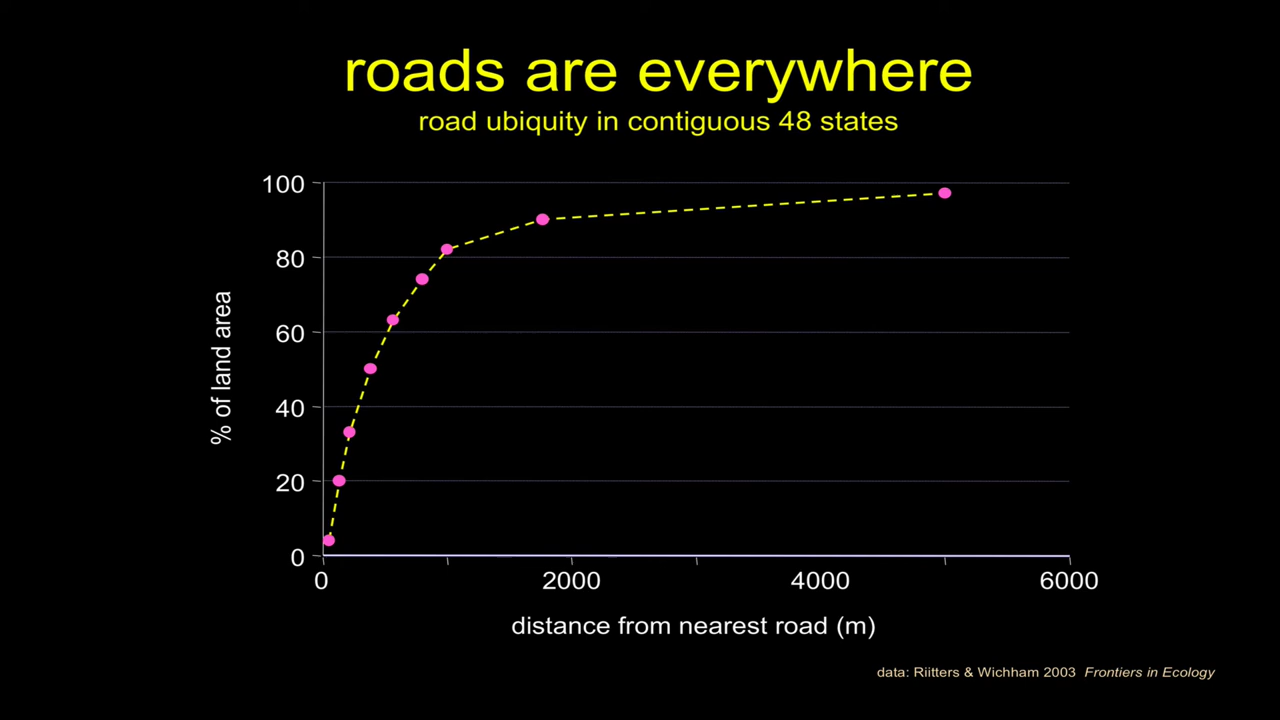 roads are everywhere
road ubiquity in contiguous 48 states
100
80
60
40
20
0
% of land area
0 2000 4000 6000
distance from nearest road (m)
data: Riitters & Wichham 2003 Frontiers in Ecology